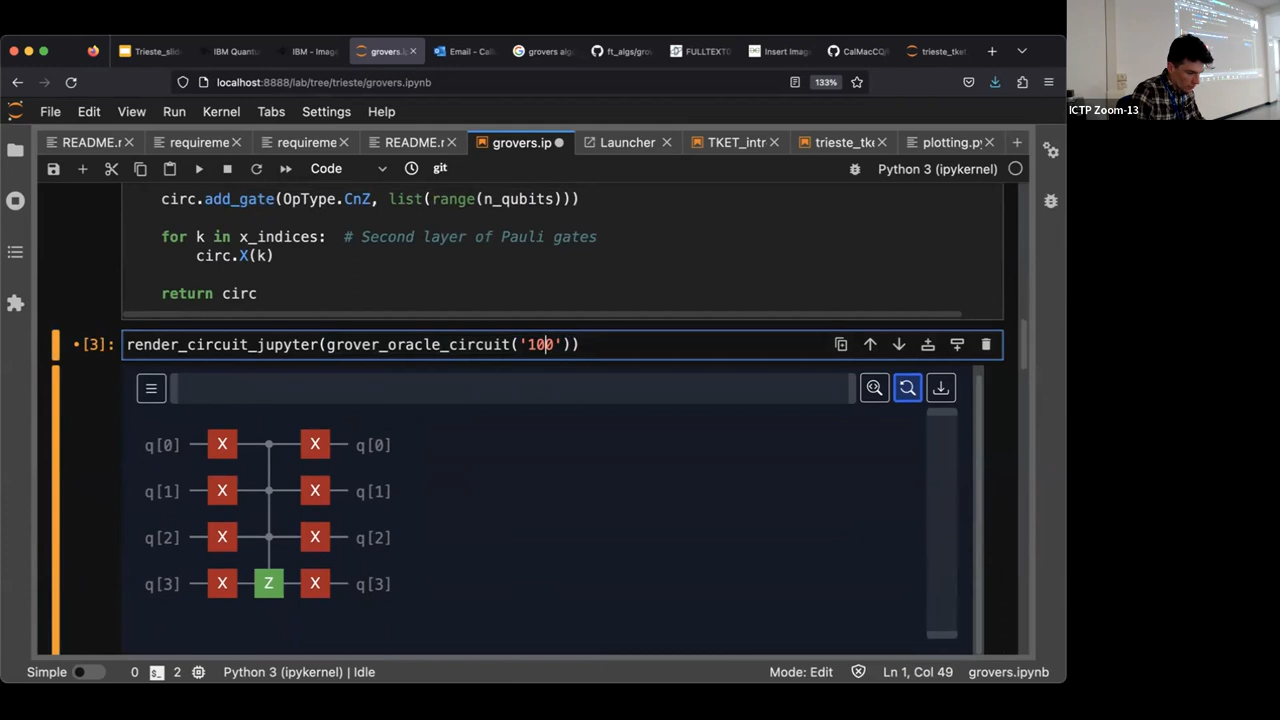 Trieste_slid
IBM Quantu
IBM - Image
grovers.i
Email – Cal
grovers alg
ft_algs/gro
FULLTEXT0
Insert Imag
CalMacCQ/
trieste_tket
localhost:8888/lab/tree/trieste/grovers.ipynb
133%
ICTP Zoom-13
File Edit View Run Kernel Tabs Settings Help
README.r
requireme
requireme
README.r
grovers.ip
Launcher
TKET_intr
trieste_tke
plotting.py
Code
git
Python 3 (ipykernel)
circ.add_gate(OpType.CnZ, list(range(n_qubits)))
for k in x_indices: # Second layer of Pauli gates
circ.X(k)
return circ
[3]: render_circuit_jupyter(grover_oracle_circuit('100'))
q[0] X X q[0]
q[1] X X q[1]
q[2] X X q[2]
q[3] X Z X q[3]
Simple 0 $_ 2 Python 3 (ipykernel) | Idle Mode: Edit Ln 1, Col 49 grovers.ipynb